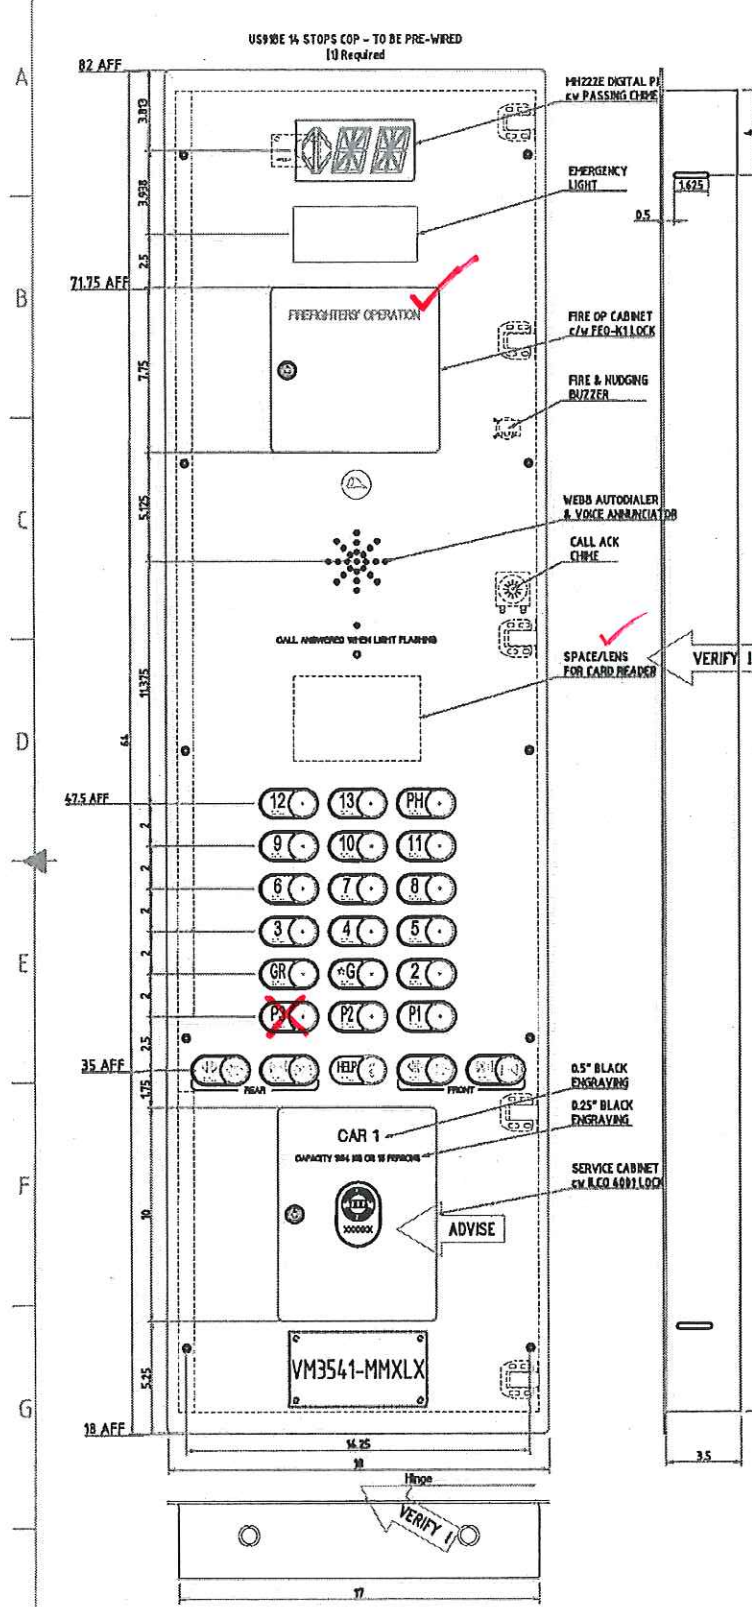 US91®E 14 STOPS COP - TO BE PRE-WIRED
[1] Required
A
82 AFF
3.813
MH222E DIGITAL PI
cw PASSING CHIME
3.938
EMERGENCY
LIGHT
1.625
0.5
2.5
B
71.75 AFF
FIREFIGHTERS' OPERATION
FIRE OP CABINET
c/w FEO-K1 LOCK
7.75
FIRE & NUDGING
BUZZER
C
5.125
WEBB AUTODIALER
& VOICE ANNUNCIATOR
CALL ACK
CHIME
CALL ANSWERED WHEN LIGHT FLASHING
SPACE/LENS
FOR CARD READER
VERIFY
11.375
D
64
47.5 AFF
12 13 PH
2
9 10 11
2
6 7 8
2
3 4 5
E
2
GR ☆G 2
2
P3 P2 P1
2.5
35 AFF
HELP
REAR FRONT
1.75
0.5" BLACK
ENGRAVING
0.25" BLACK
ENGRAVING
CAR 1
F
SERVICE CABINET
cw ILCO 4001 LOCK
XXXXXX
ADVISE
10
VM3541-MMXLX
5.25
G
18 AFF
14.25
18
3.5
Hinge
VERIFY
17